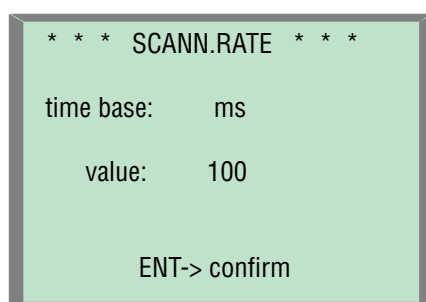 * * * SCANN.RATE * * *
time base: ms
value: 100
ENT-> confirm